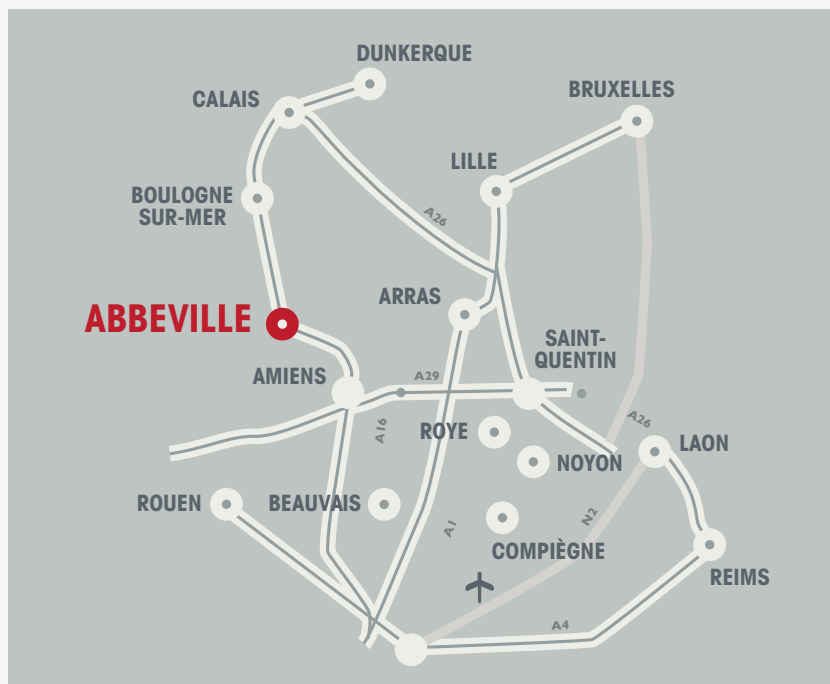 DUNKERQUE
CALAIS
BRUXELLES
LILLE
BOULOGNE
SUR-MER
A26
ARRAS
ABBEVILLE
SAINT-
QUENTIN
AMIENS
A29
A16
ROYE
A26
LAON
NOYON
ROUEN
BEAUVAIS
N2
A1
COMPIÈGNE
REIMS
A4